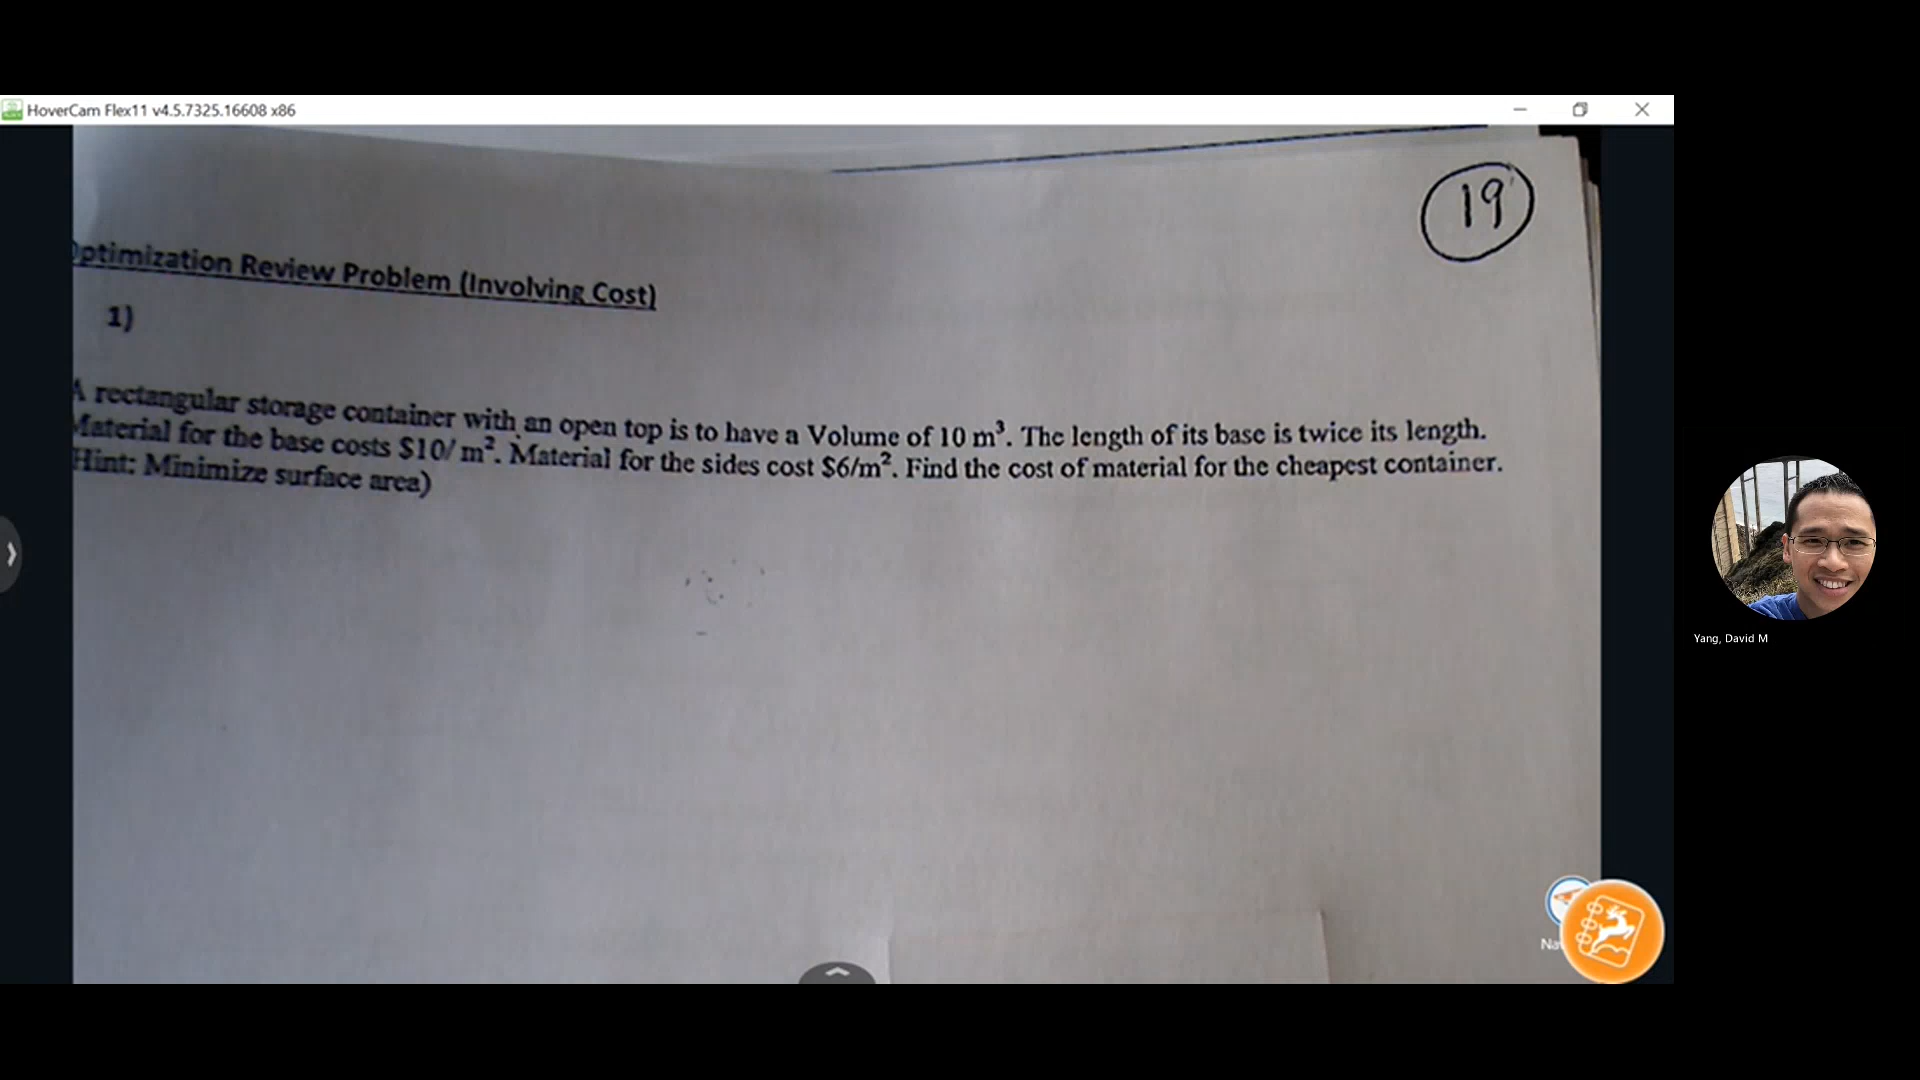 HoverCam Flex11 v4.5.7325.16608 x86
19
Optimization Review Problem (Involving Cost)
1)
A rectangular storage container with an open top is to have a Volume of 10 m³. The length of its base is twice its length.
Material for the base costs $10/ m². Material for the sides cost $6/m². Find the cost of material for the cheapest container.
Hint: Minimize surface area)
Yang, David M